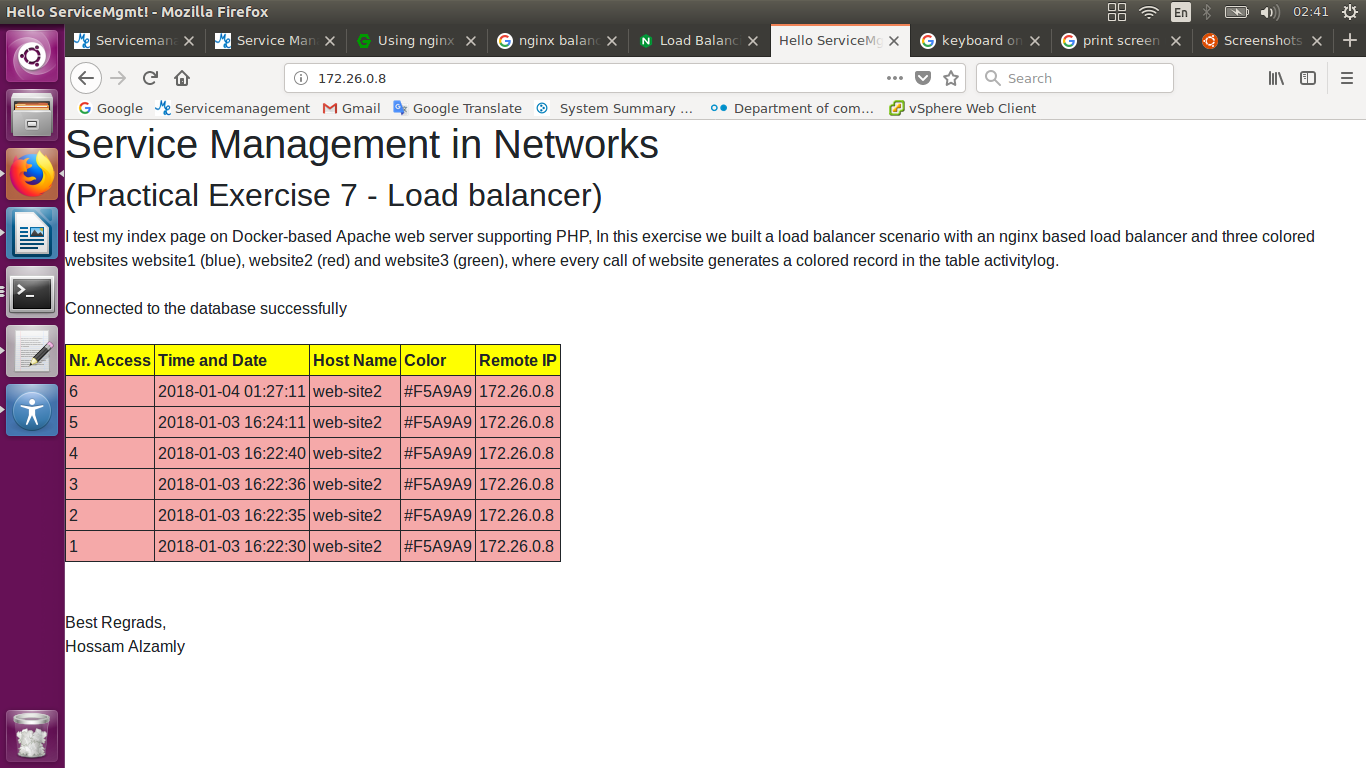 Hello ServiceMgmt! - Mozilla Firefox
En
02:41
Serviceman
Service Man
Using nginx
nginx balanc
Load Balanc
Hello ServiceMg
keyboard on
print screen
Screenshots
172.26.0.8
Search
Google
Servicemanagement
Gmail
Google Translate
System Summary ...
Department of com...
vSphere Web Client
Service Management in Networks
(Practical Exercise 7 - Load balancer)
I test my index page on Docker-based Apache web server supporting PHP, In this exercise we built a load balancer scenario with an nginx based load balancer and three colored
websites website1 (blue), website2 (red) and website3 (green), where every call of website generates a colored record in the table activitylog.
Connected to the database successfully
Nr. Access Time and Date Host Name Color Remote IP
6 2018-01-04 01:27:11 web-site2 #F5A9A9 172.26.0.8
5 2018-01-03 16:24:11 web-site2 #F5A9A9 172.26.0.8
4 2018-01-03 16:22:40 web-site2 #F5A9A9 172.26.0.8
3 2018-01-03 16:22:36 web-site2 #F5A9A9 172.26.0.8
2 2018-01-03 16:22:35 web-site2 #F5A9A9 172.26.0.8
1 2018-01-03 16:22:30 web-site2 #F5A9A9 172.26.0.8
Best Regrads,
Hossam Alzamly